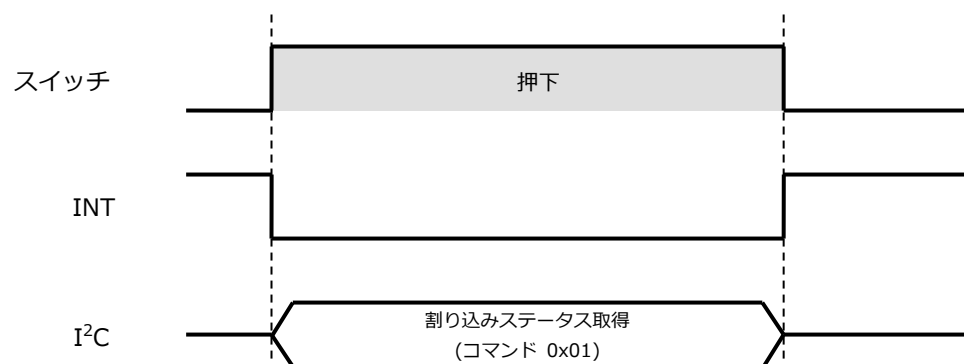 スイッチ
押下
INT
I²C
割り込みステータス取得
(コマンド 0x01)